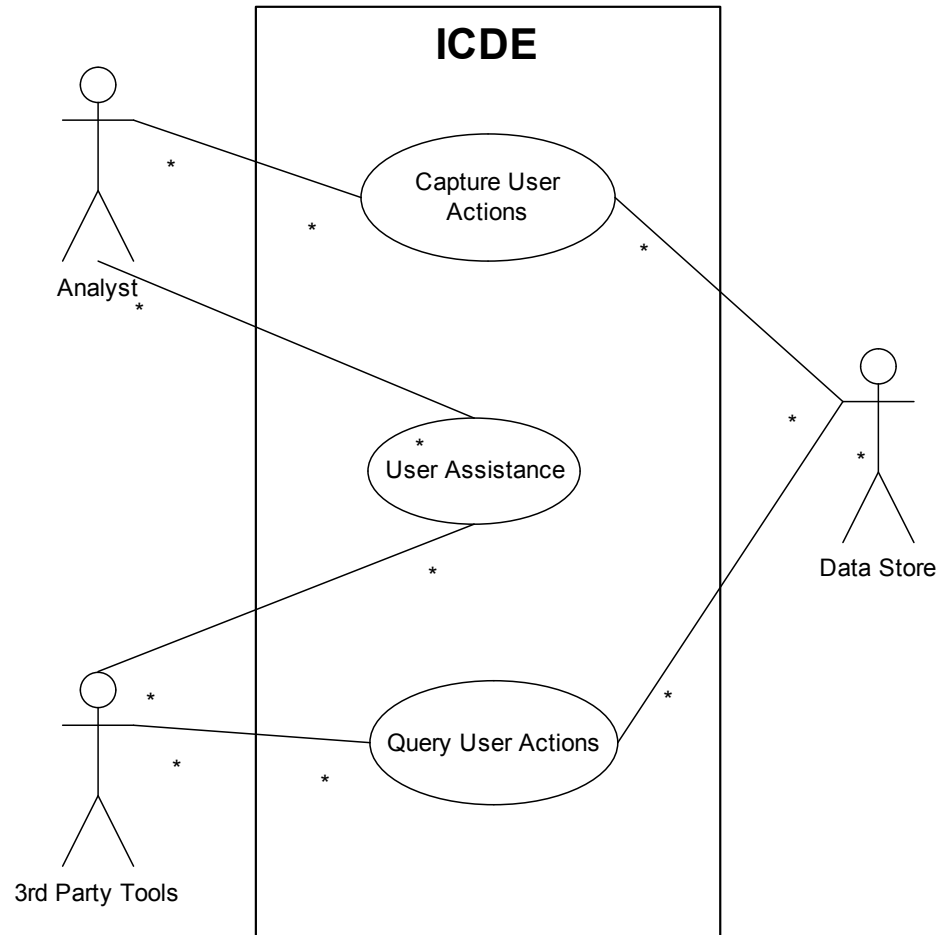 ICDE
*
Capture User
Actions
*
*
Analyst
*
*
*
User Assistance
*
Data Store
*
*
*
*
Query User Actions
*
*
3rd Party Tools